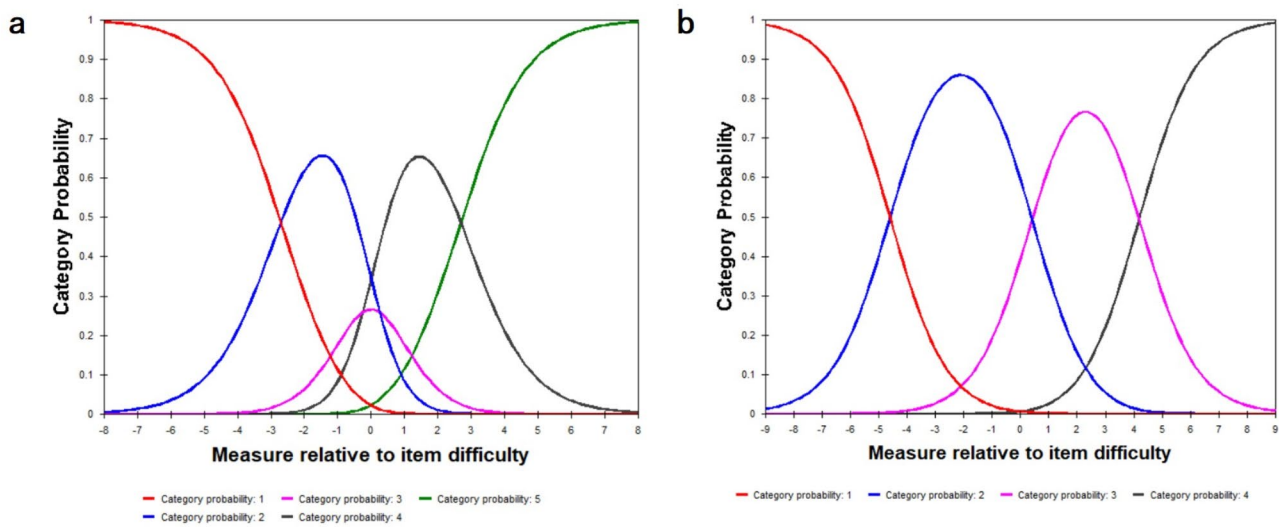 a
Category Probability
1
0.9
0.8
0.7
0.6
0.5
0.4
0.3
0.2
0.1
0
-8 -7 -6 -5 -4 -3 -2 -1 0 1 2 3 4 5 6 7 8
Measure relative to item difficulty
Category probability: 1 Category probability: 3 Category probability: 5
Category probability: 2 Category probability: 4
b
Category Probability
1
0.9
0.8
0.7
0.6
0.5
0.4
0.3
0.2
0.1
0
-9 -8 -7 -6 -5 -4 -3 -2 -1 0 1 2 3 4 5 6 7 8 9
Measure relative to item difficulty
Category probability: 1 Category probability: 2 Category probability: 3 Category probability: 4